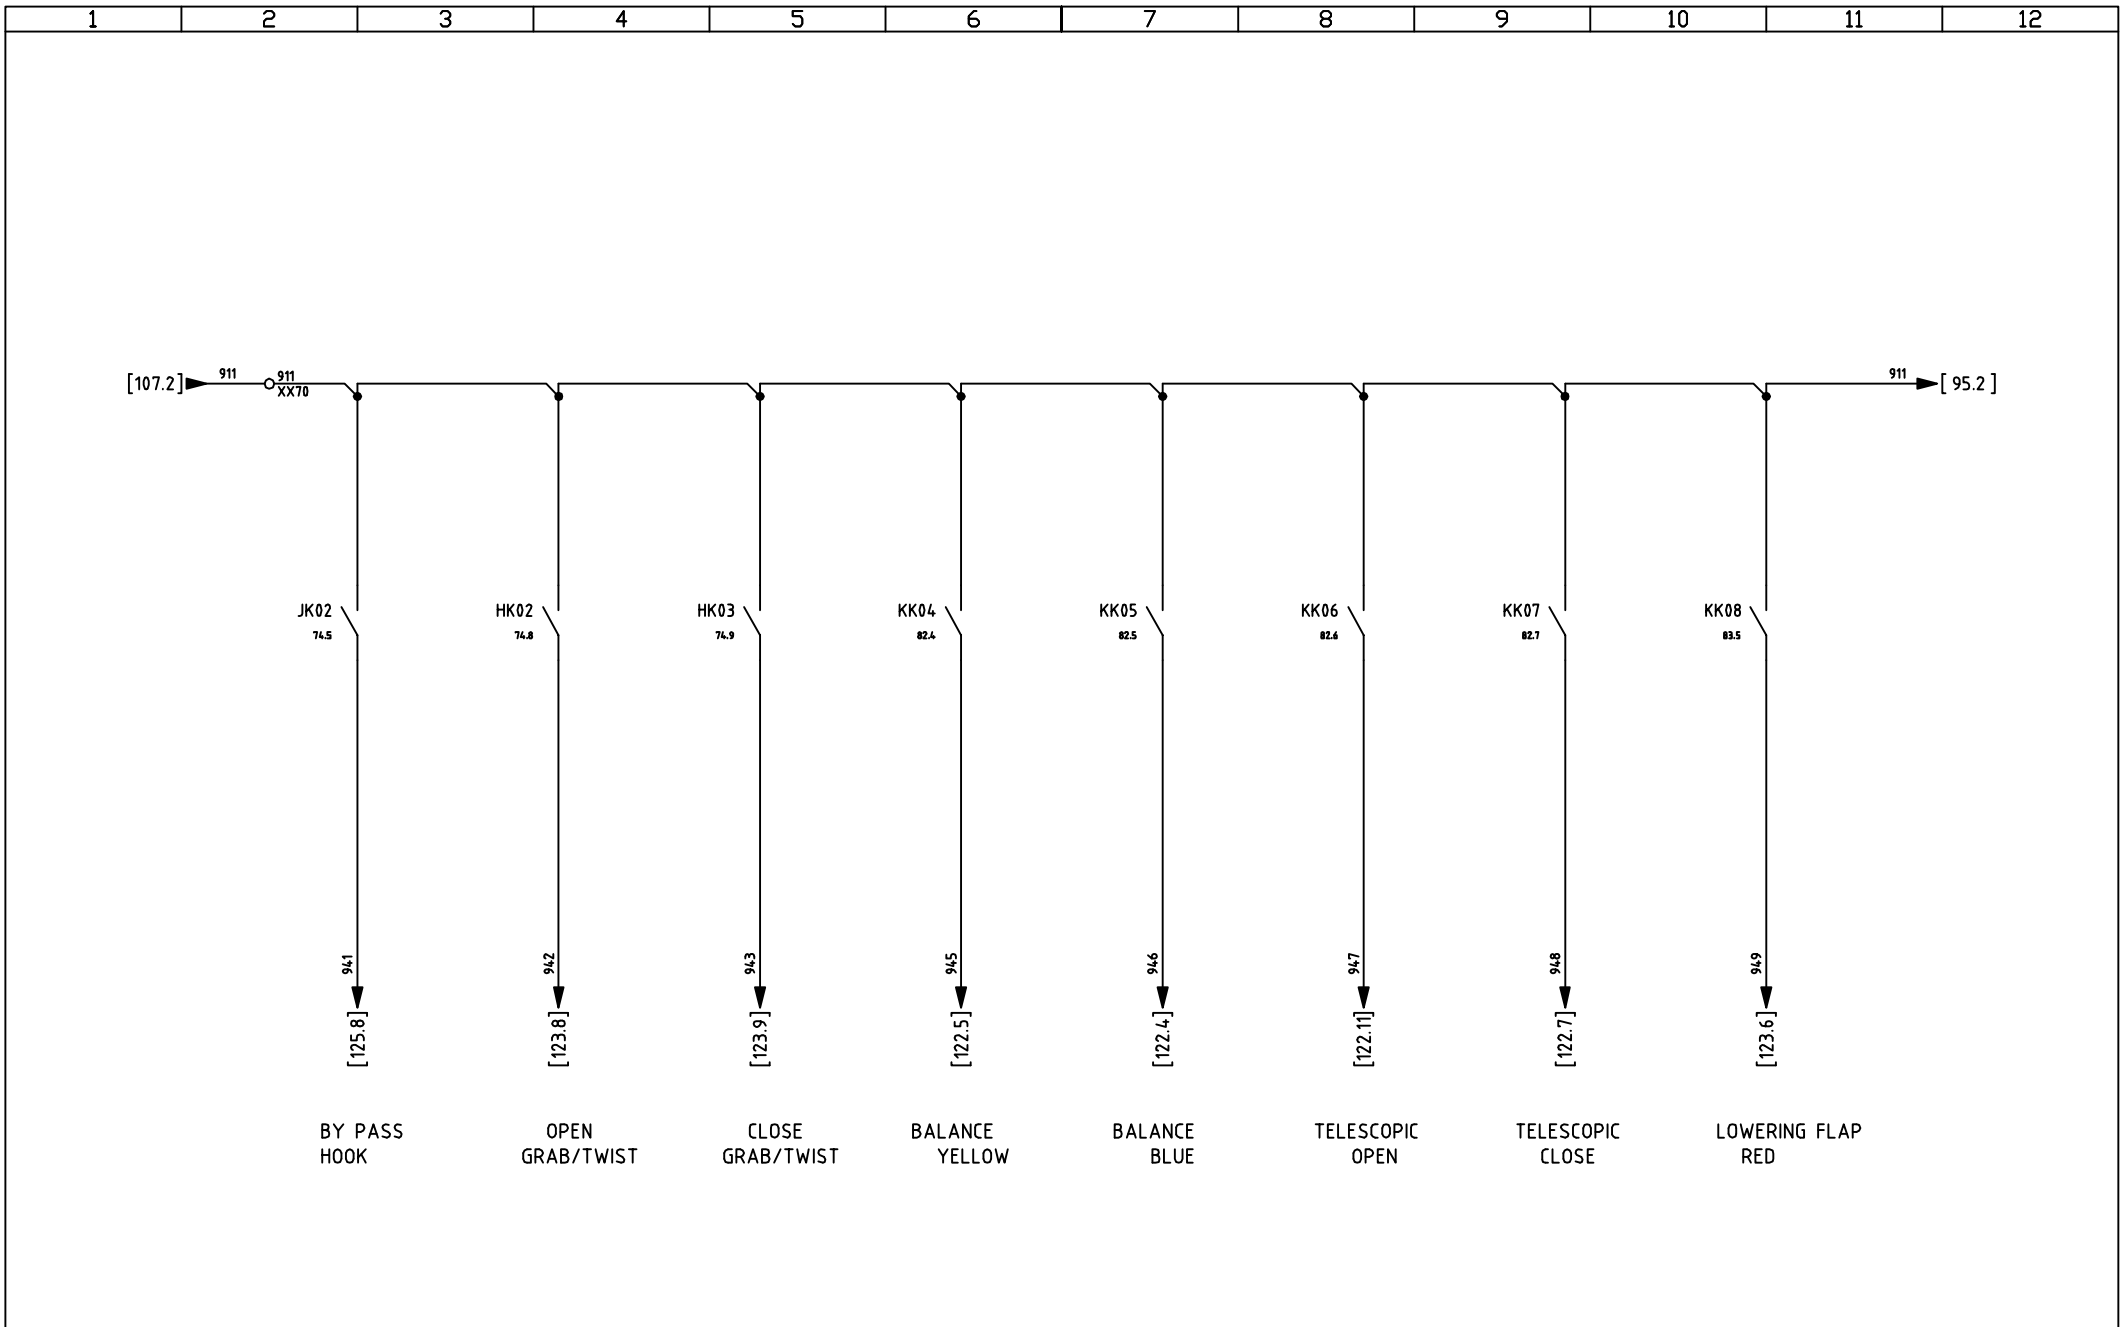 1 2 3 4 5 6 7 8 9 10 11 12
[107.2] 911 911 911 [ 95.2 ]
XX70
JK02 HK02 HK03 KK04 KK05 KK06 KK07 KK08
74.5 74.8 74.9 82.4 82.5 82.6 82.7 83.5
941 942 943 945 946 947 948 949
[125.8] [123.8] [123.9] [122.5] [122.4] [122.11] [122.7] [123.6]
BY PASS OPEN CLOSE BALANCE BALANCE TELESCOPIC TELESCOPIC LOWERING FLAP
HOOK GRAB/TWIST GRAB/TWIST YELLOW BLUE OPEN CLOSE RED